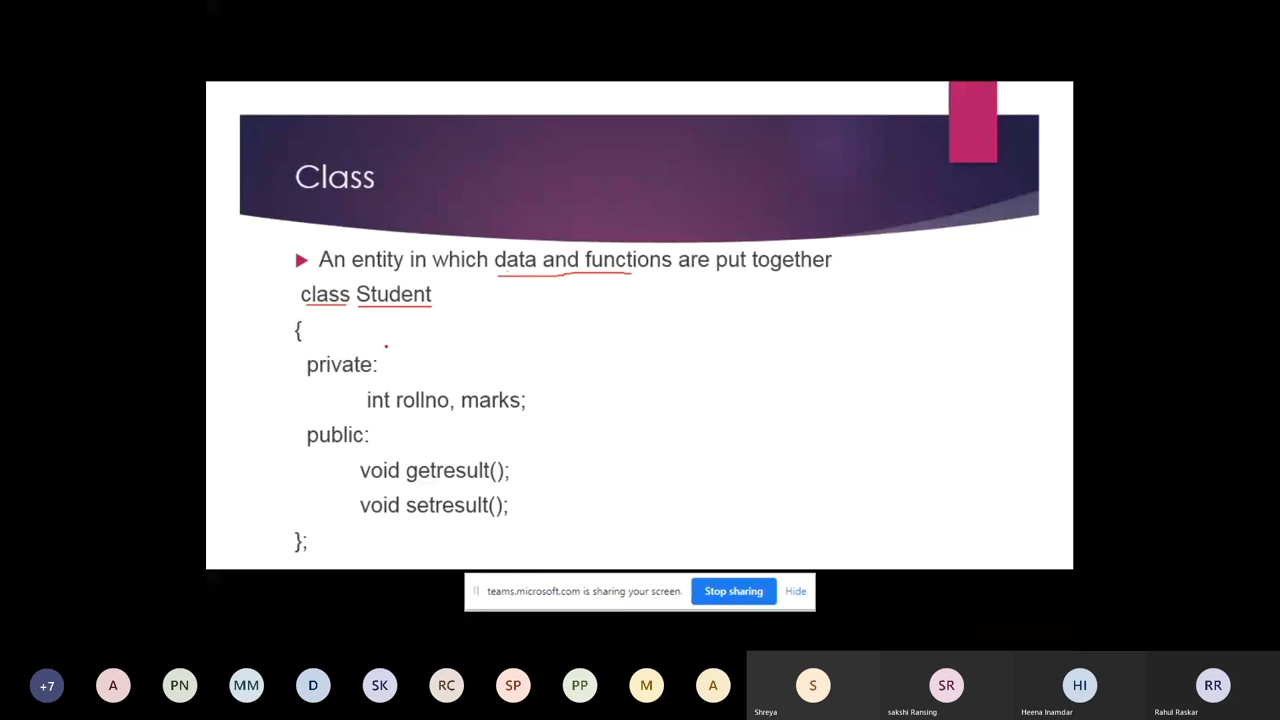 Class
An entity in which data and functions are put together
class Student
{
private:
int rollno, marks;
public:
void getresult();
void setresult();
};
teams.microsoft.com is sharing your screen. Stop sharing Hide
+7 A PN MM D SK RC SP PP M A S SR HI RR
Shreya sakshi Ransing Heena Inamdar Rahul Raskar